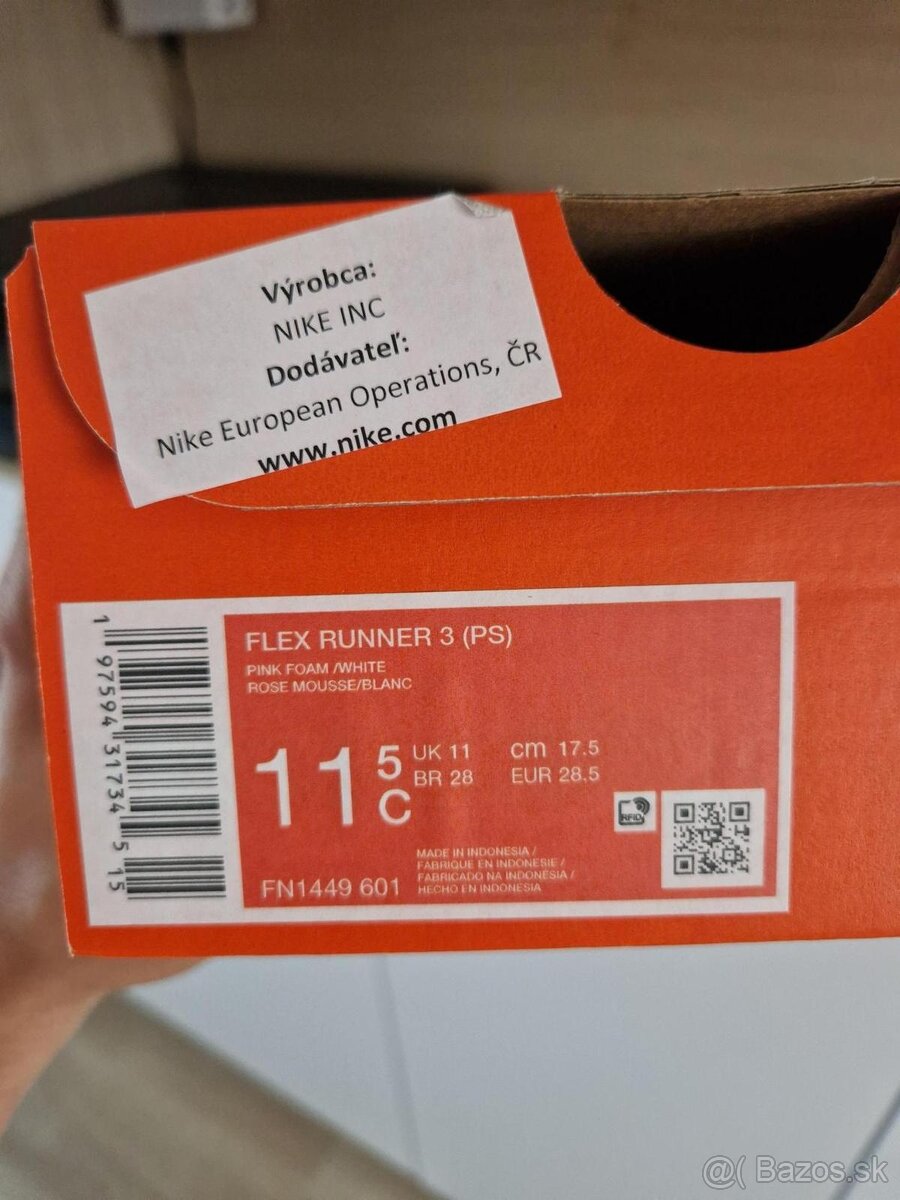 Výrobca:
NIKE INC
Dodávateľ:
Nike European Operations, ČR
www.nike.com
FLEX RUNNER 3 (PS)
PINK FOAM /WHITE
ROSE MOUSSE/BLANC
11 5 C
UK 11 cm 17.5
BR 28 EUR 28.5
RFID
MADE IN INDONESIA /
FABRIQUE EN INDONESIE /
FABRICADO NA INDONÉSIA /
HECHO EN INDONESIA
FN1449 601
1 97594 31734 5 15
@( Bazos.sk